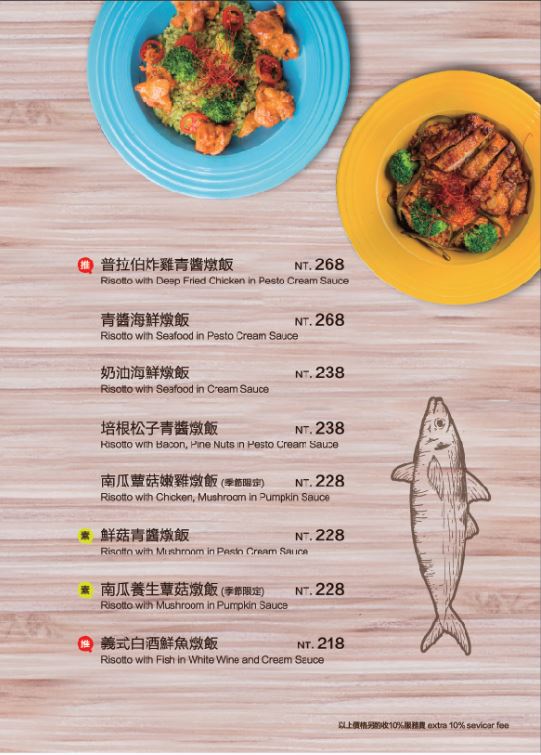 推 普拉伯炸雞青醬燉飯 NT. 268
Risotto with Deep Fried Chicken in Pesto Cream Sauce
青醬海鮮燉飯 NT. 268
Risotto with Seafood in Pesto Cream Sauce
奶油海鮮燉飯 NT. 238
Risotto with Seafood in Cream Sauce
培根松子青醬燉飯 NT. 238
Risotto with Bacon, Pine Nuts in Pesto Cream Sauce
南瓜蕈菇嫩雞燉飯 (季節限定) NT. 228
Risotto with Chicken, Mushroom in Pumpkin Sauce
素 鮮菇青醬燉飯 NT. 228
Risotto with Mushroom in Pesto Cream Sauce
素 南瓜養生蕈菇燉飯 (季節限定) NT. 228
Risotto with Mushroom in Pumpkin Sauce
推 義式白酒鮮魚燉飯 NT. 218
Risotto with Fish in White Wine and Cream Sauce
以上價格另酌收10%服務費 extra 10% sevicer fee